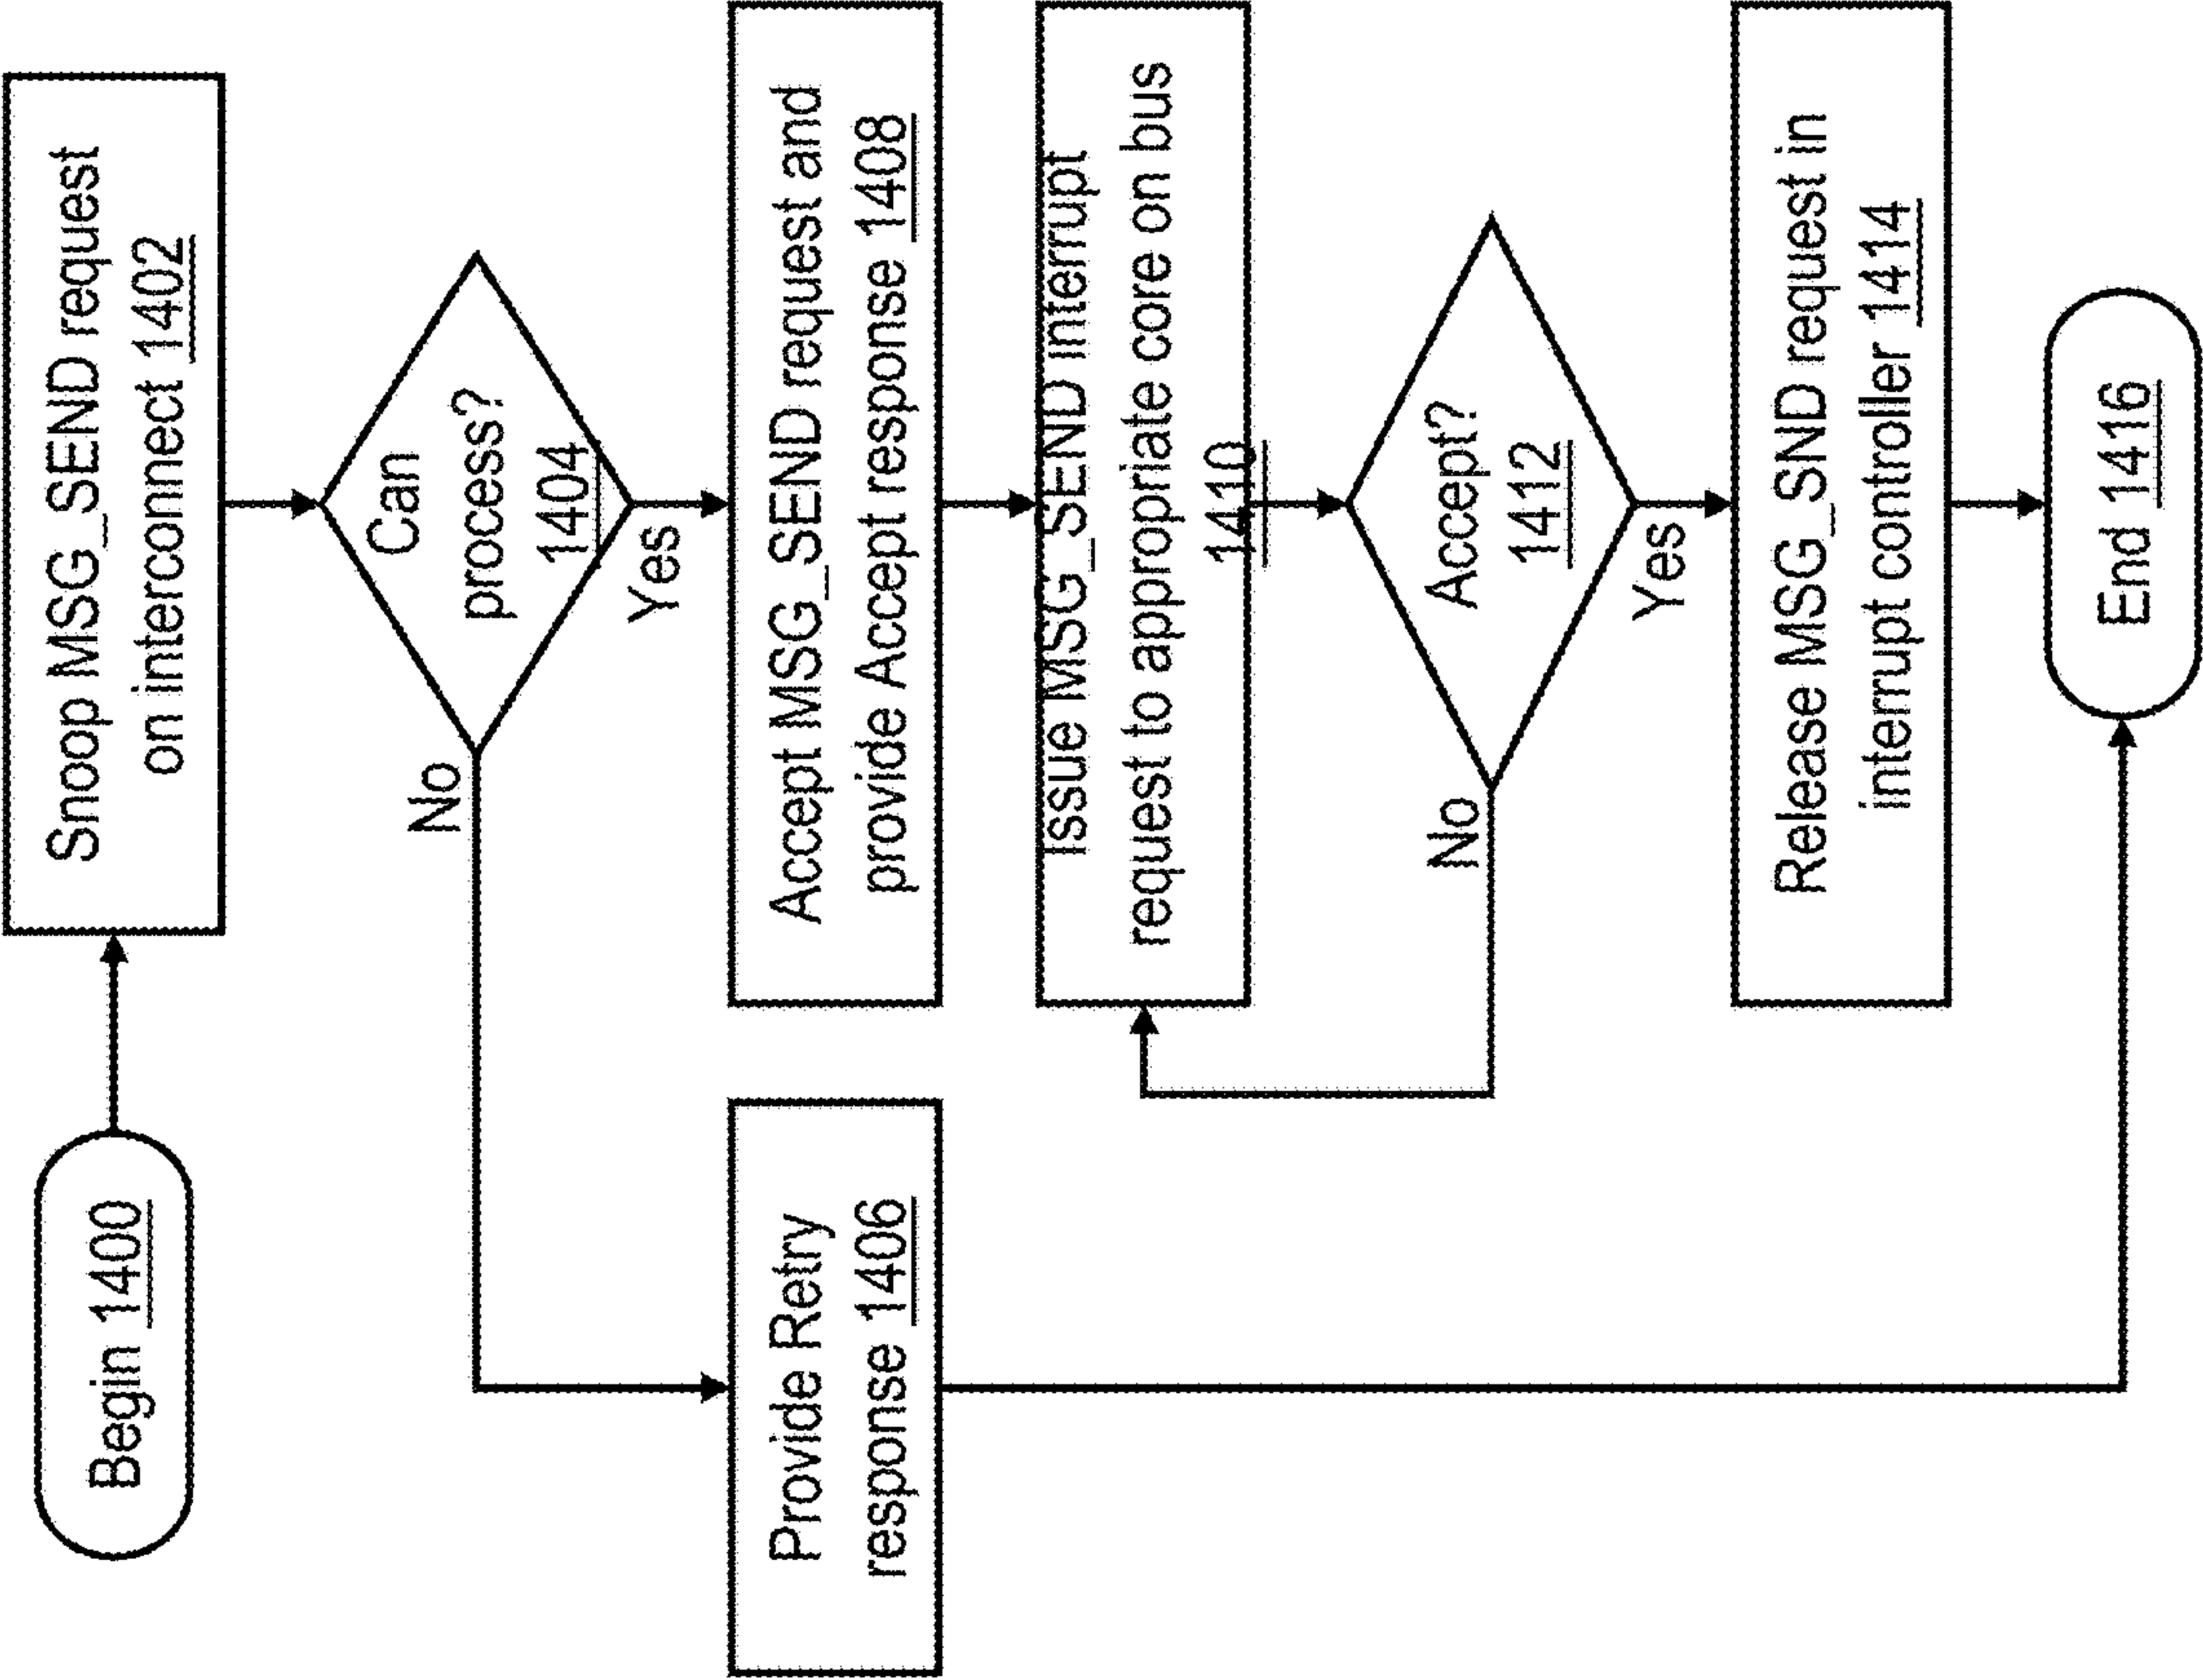 Begin 1400
Snoop MSG_SEND request
on interconnect 1402
Can
process?
1404
No
Yes
Provide Retry
response 1406
Accept MSG_SEND request and
provide Accept response 1408
Issue MSG_SEND interrupt
request to appropriate core on bus
1410
Accept?
1412
No
Yes
Release MSG_SND request in
interrupt controller 1414
End 1416